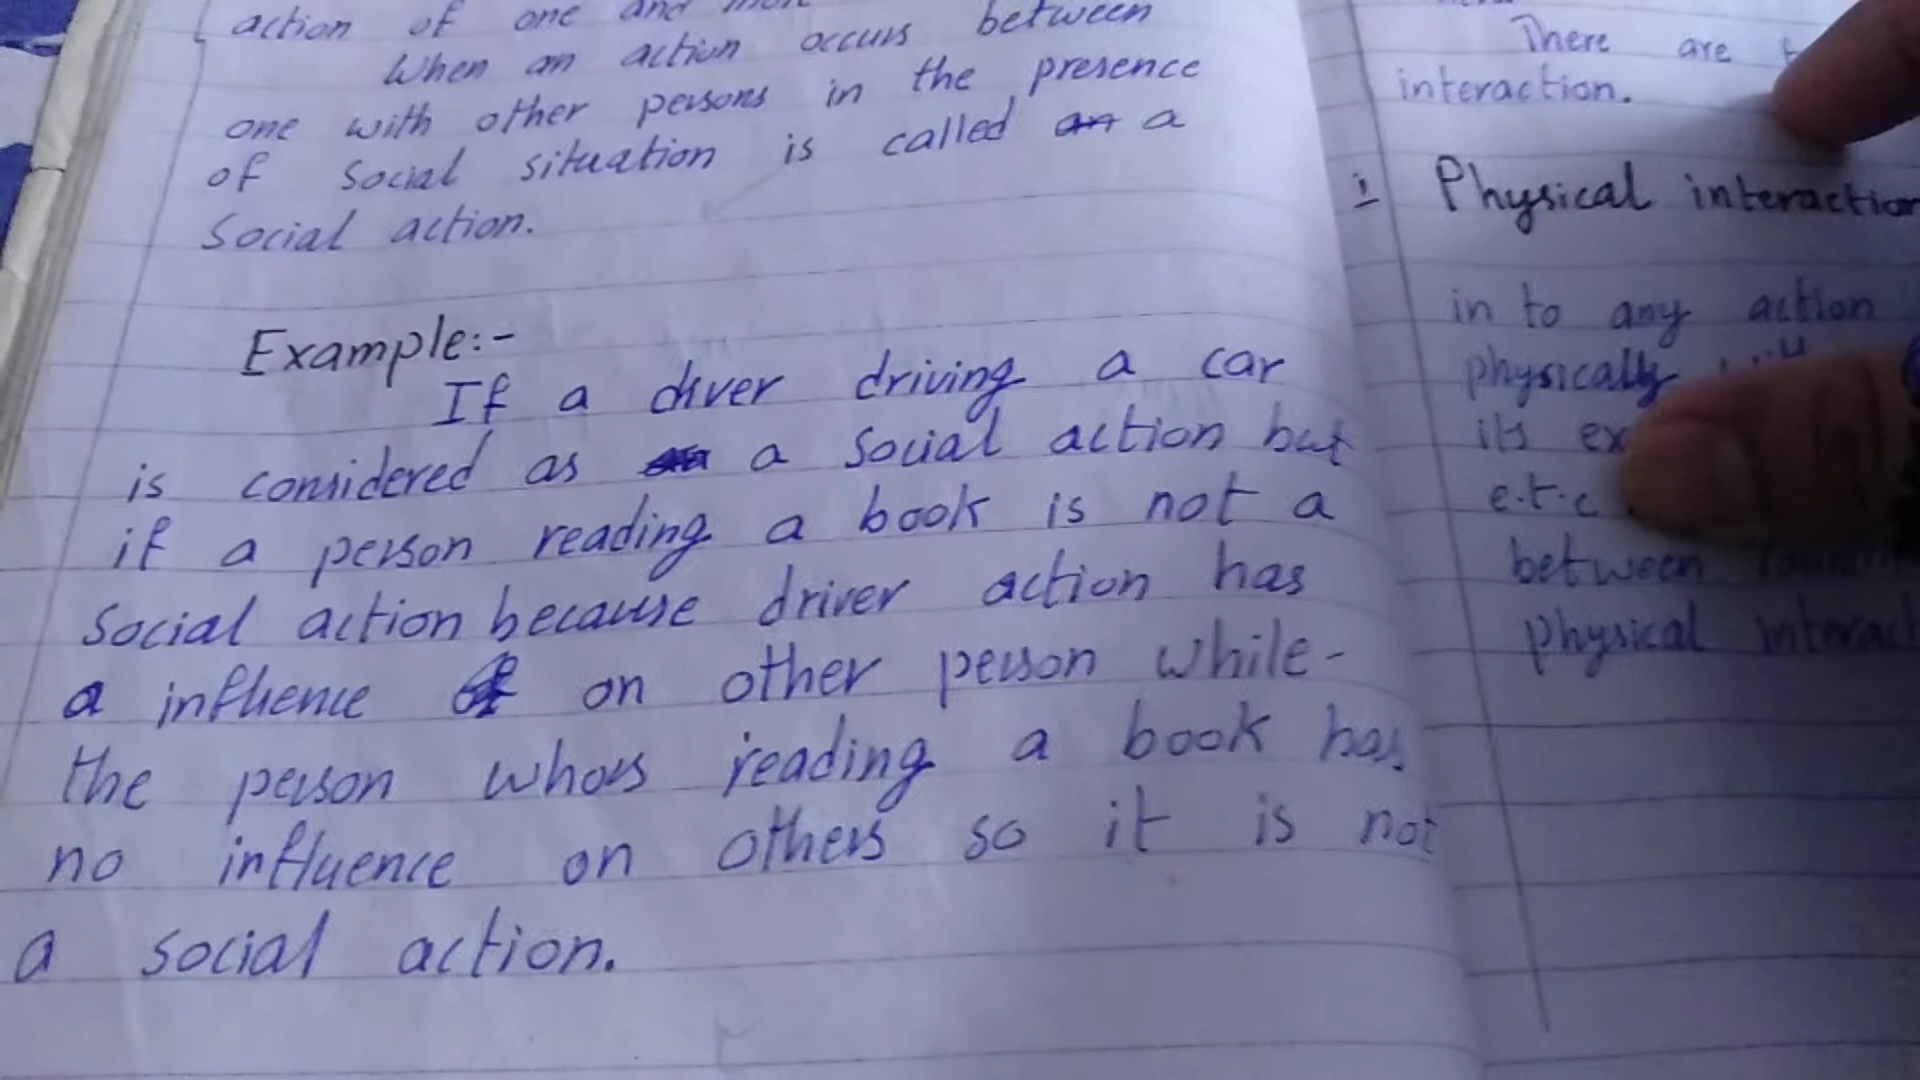 action of one and
When an action occurs between
one with other persons in the presence
of social situation is called a
Social action.
Example:-
If a driver driving a car
is considered as a social action but
if a person reading a book is not a
social action because driver action has
a influence on other person while-
the person whoes reading a book has
no influence on others so it is not
a social action.
There are
interaction.
i Physical interaction
in to any action
physically
its ex
e.t.c
between
physical interact